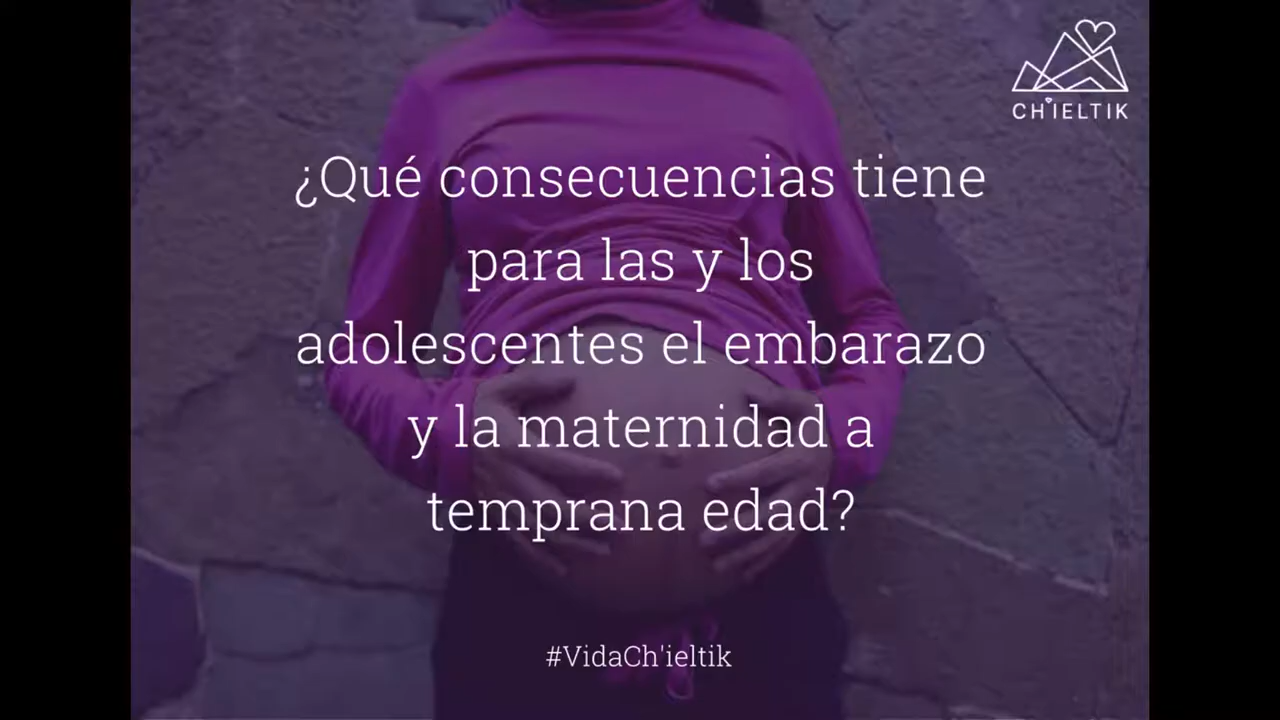 CH'IELTIK
¿Qué consecuencias tiene
para las y los
adolescentes el embarazo
y la maternidad a
temprana edad?
#VidaCh'ieltik